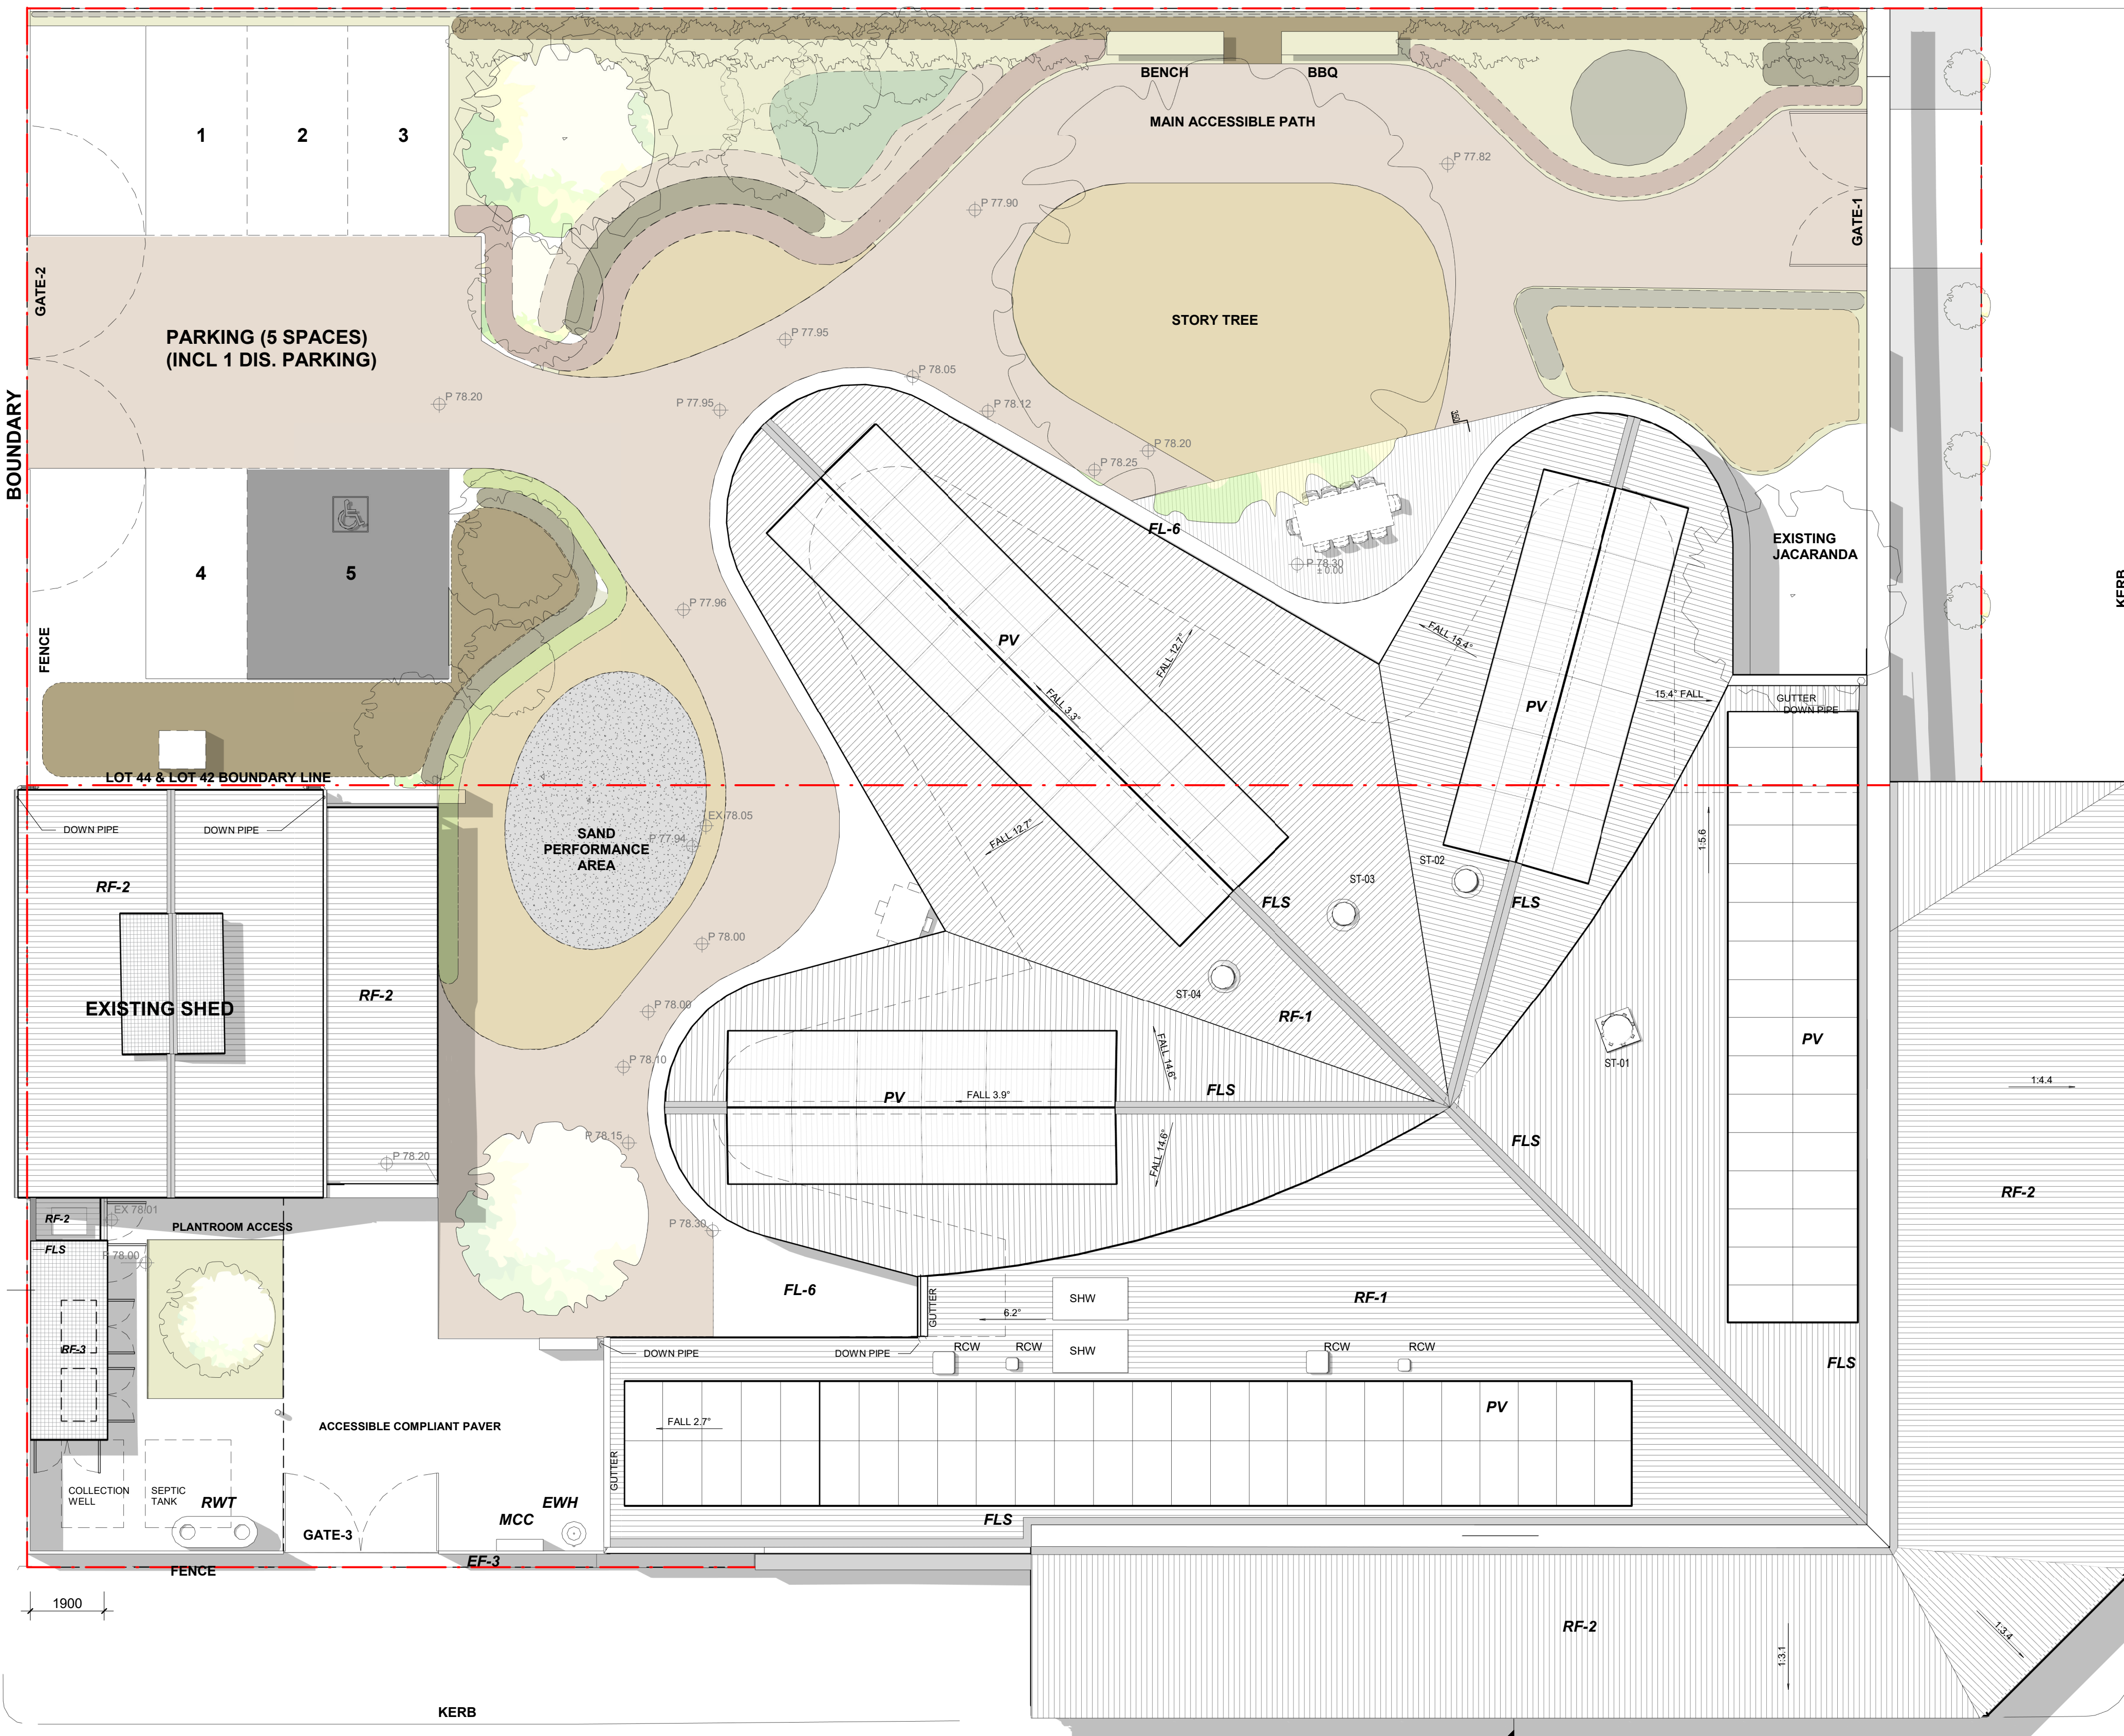 BENCH
BBQ
MAIN ACCESSIBLE PATH
1
2
3
P 77.82
P 77.90
GATE-1
GATE-2
STORY TREE
PARKING (5 SPACES)
(INCL 1 DIS. PARKING)
P 77.95
P 78.05
P 78.20
P 77.95
P 78.12
350
BOUNDARY
P 78.20
P 78.25
FL-6
EXISTING
JACARANDA
P 78.30
± 0.00
4
5
KERB
P 77.96
FENCE
PV
FALL 12.7°
FALL 15.4°
FALL 3.3°
15.4° FALL
GUTTER
DOWN PIPE
PV
LOT 44 & LOT 42 BOUNDARY LINE
DOWN PIPE
DOWN PIPE
EX 78.05
SAND
PERFORMANCE
AREA
P 77.94
FALL 12.7°
1:5.6
ST-02
ST-03
RF-2
FLS
FLS
P 78.00
ST-04
RF-2
EXISTING SHED
P 78.00
RF-1
PV
ST-01
P 78.10
FALL 14.6°
FLS
PV
FALL 3.9°
1:4.4
P 78.15
FALL 14.6°
FLS
P 78.20
RF-2
RF-2
EX 78.01
PLANTROOM ACCESS
P 78.30
FLS
P 78.00
FL-6
GUTTER
SHW
RF-1
6.2°
RF-3
DOWN PIPE
DOWN PIPE
RCW
RCW
SHW
RCW
RCW
FLS
PV
FALL 2.7°
ACCESSIBLE COMPLIANT PAVER
GUTTER
COLLECTION
WELL
SEPTIC
TANK
RWT
EWH
MCC
FLS
GATE-3
EF-3
FENCE
1900
RF-2
1:3.1
1:3.4
KERB